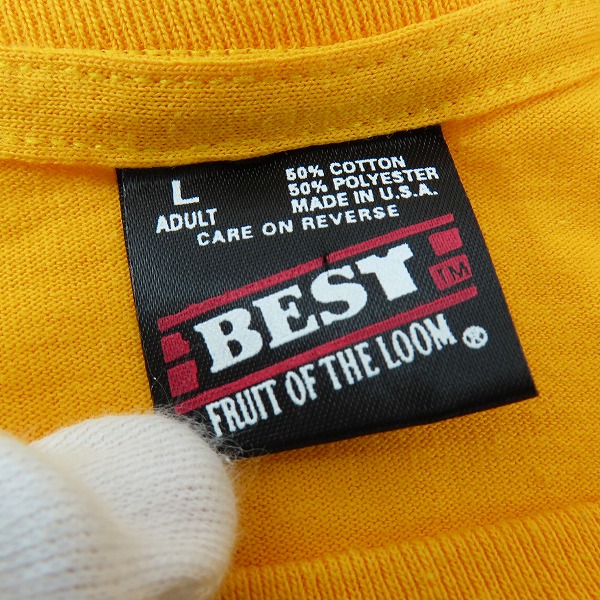 L
ADULT
50% COTTON
50% POLYESTER
MADE IN U.S.A.
CARE ON REVERSE
BEST TM
FRUIT OF THE LOOM ®